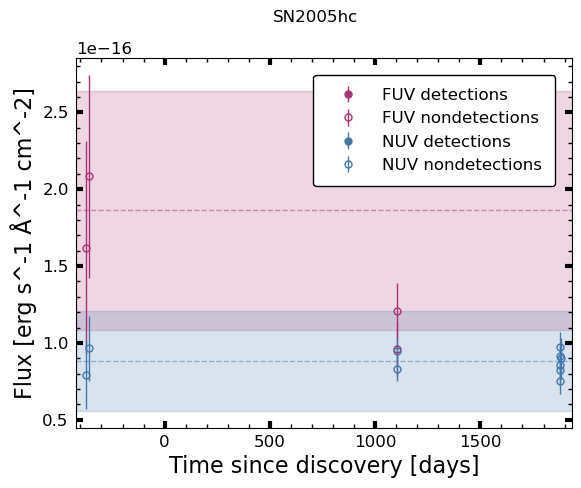 SN2005hc
1e−16
FUV detections
FUV nondetections
NUV detections
NUV nondetections
2.5
2.0
1.5
1.0
0.5
Flux [erg s^-1 Å^-1 cm^-2]
0
500
1000
1500
Time since discovery [days]